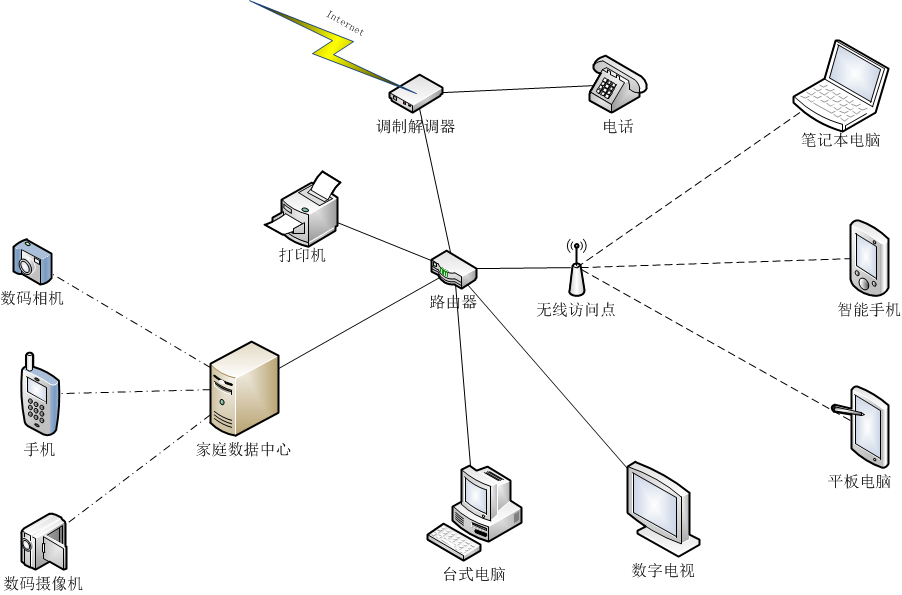 Internet
调制解调器
电话
笔记本电脑
打印机
数码相机
路由器
无线访问点
智能手机
手机
家庭数据中心
平板电脑
数码摄像机
台式电脑
数字电视